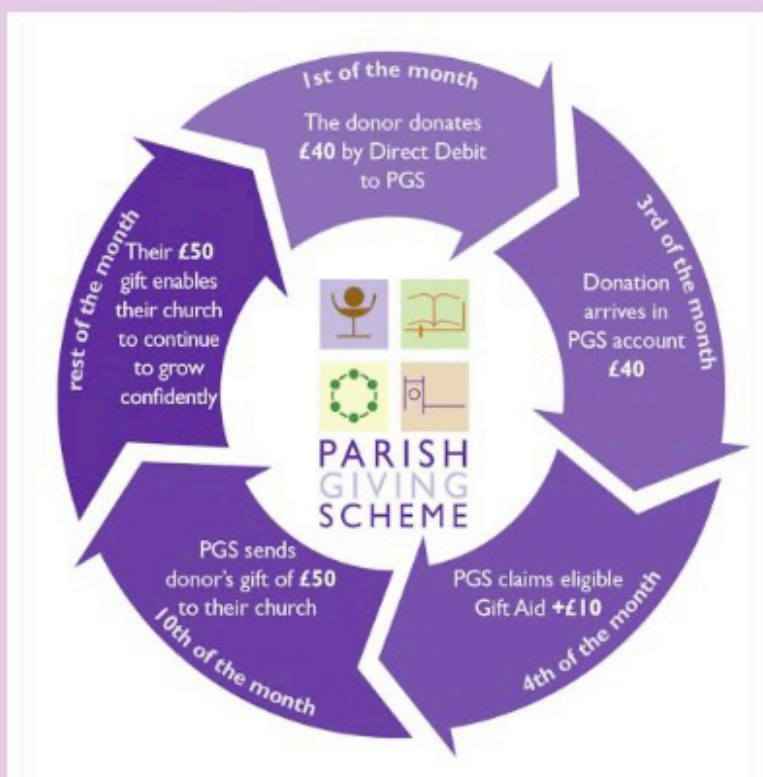 1st of the month
The donor donates
£40 by Direct Debit
to PGS
3rd of the month
Donation
arrives in
PGS account
£40
4th of the month
PGS claims eligible
Gift Aid +£10
10th of the month
PGS sends
donor's gift of £50
to their church
rest of the month
Their £50
gift enables
their church
to continue
to grow
confidently
PARISH
GIVING
SCHEME